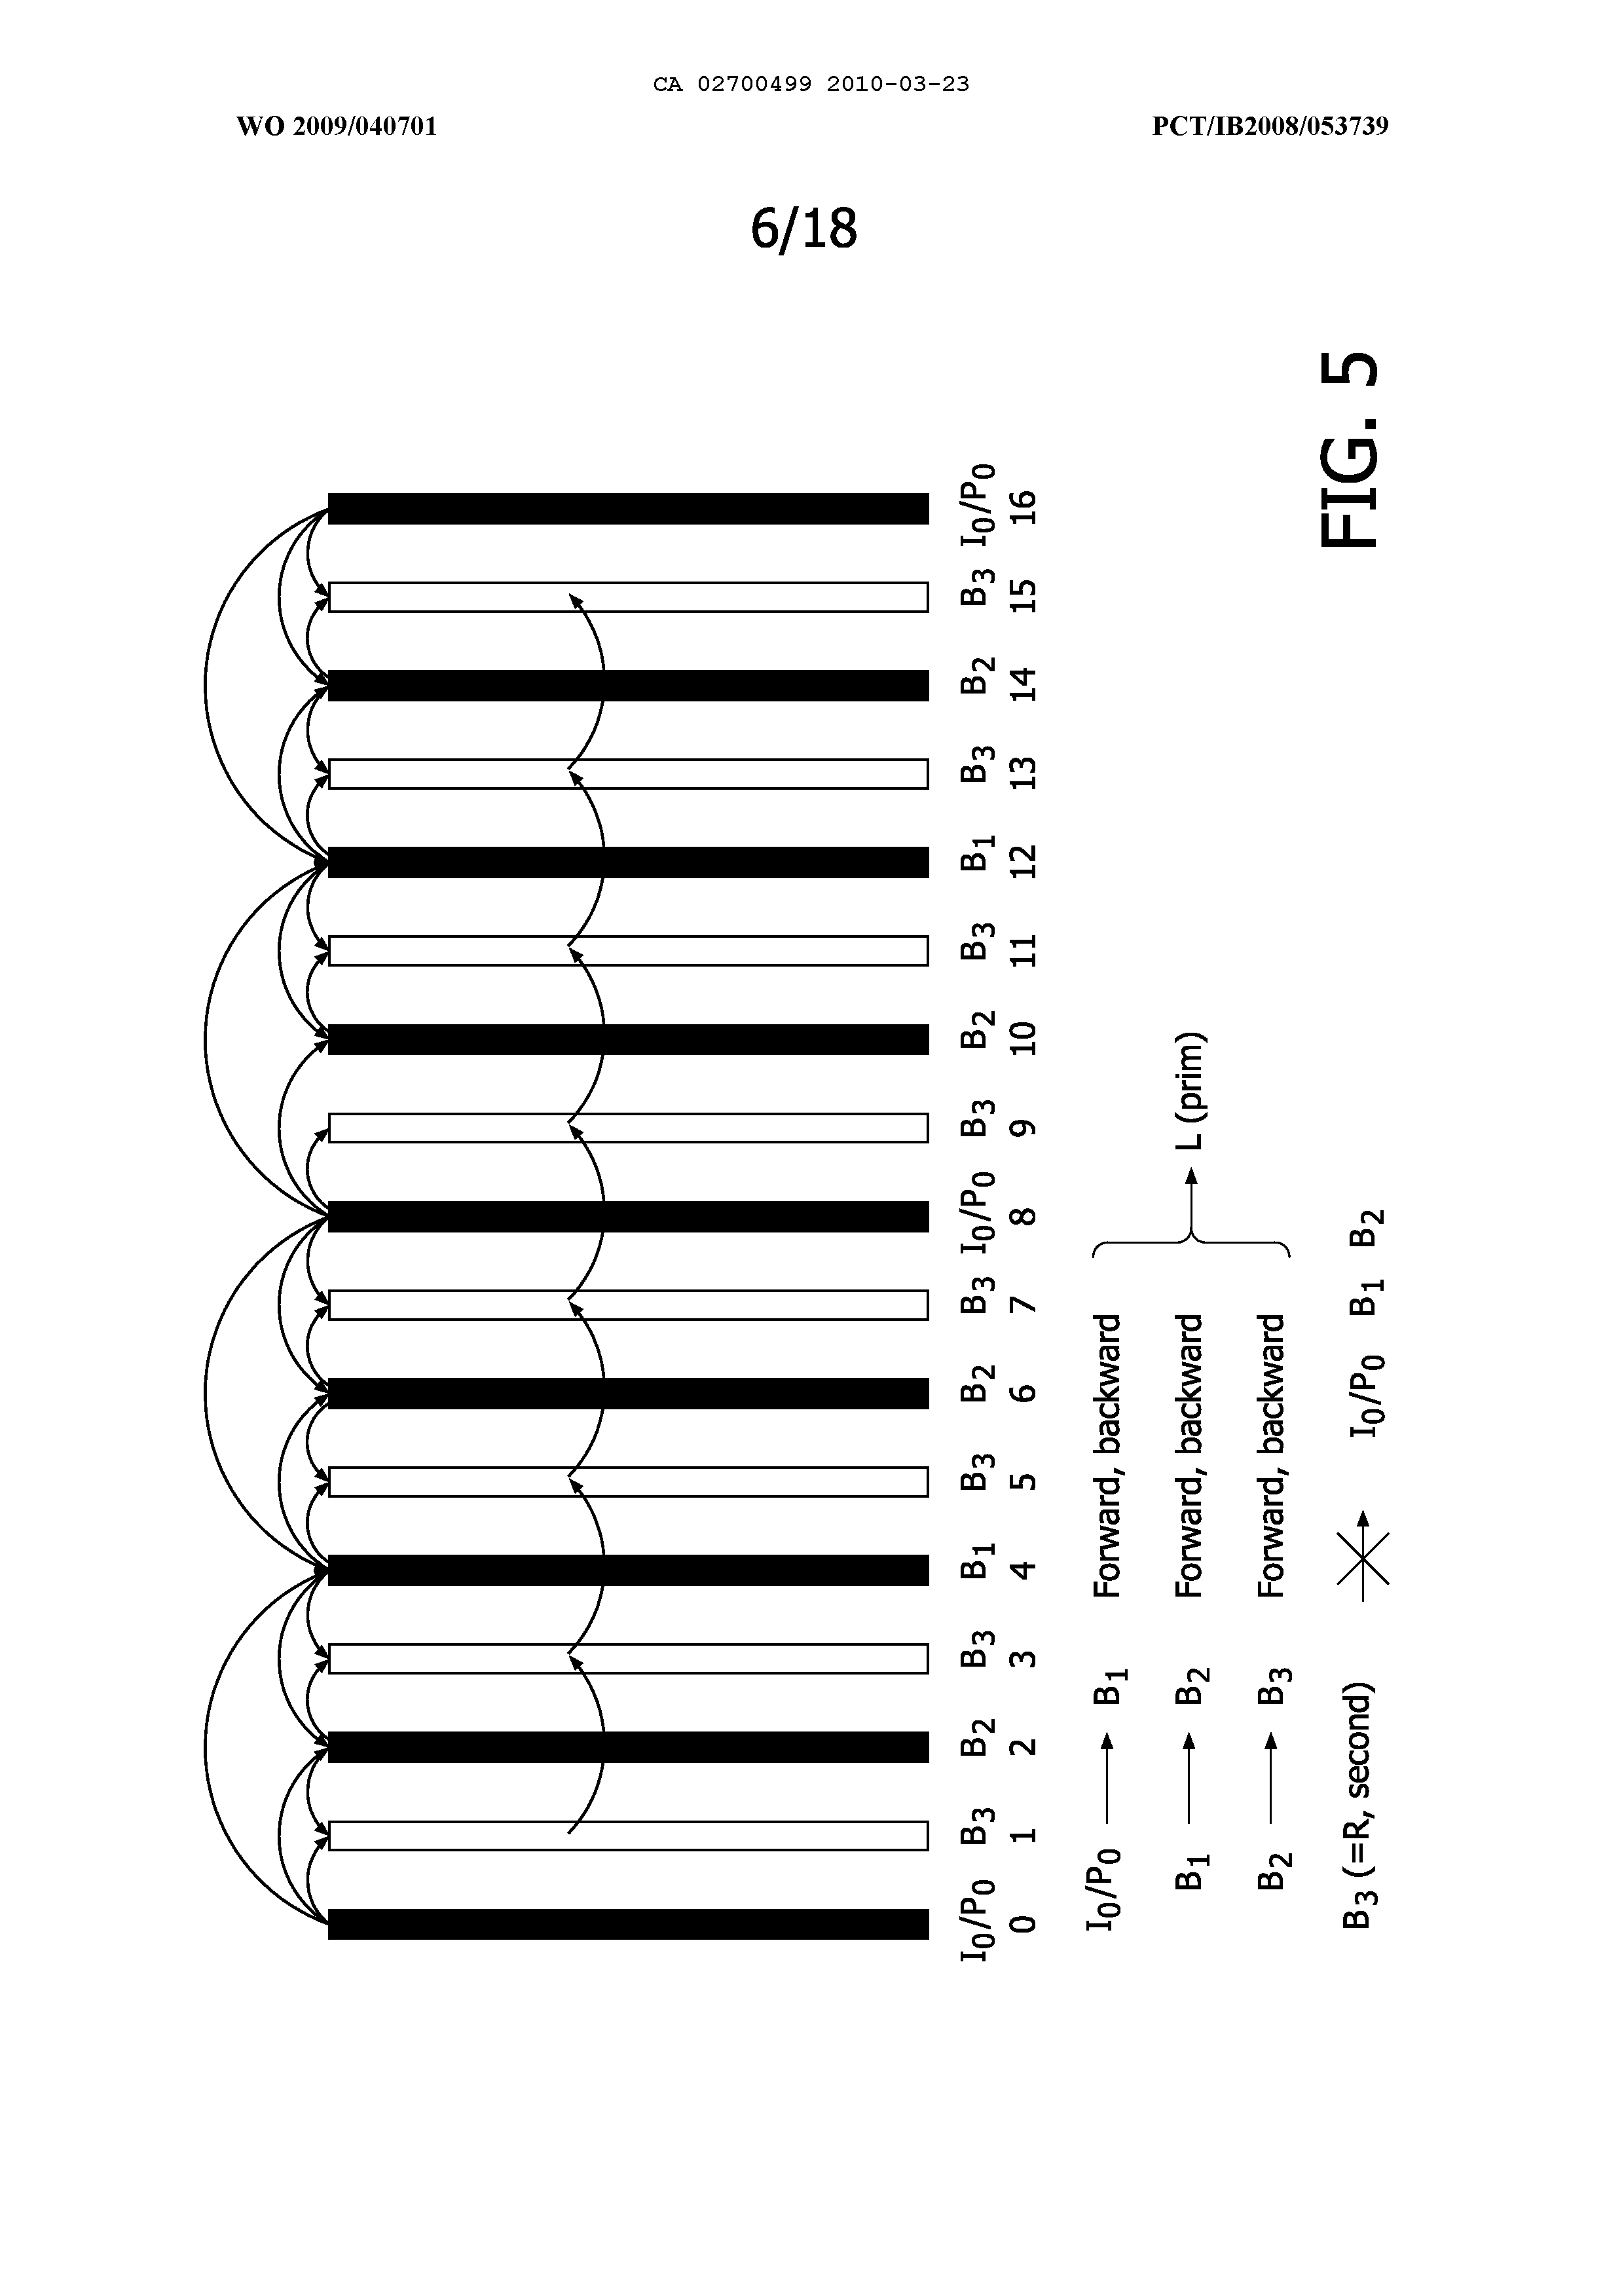 CA 02700499 2010-03-23
WO 2009/040701 PCT/IB2008/053739
6/18
I0/P0 B3 B2 B3 B1 B3 B2 B3 I0/P0 B3 B2 B3 B1 B3 B2 B3 I0/P0
0 1 2 3 4 5 6 7 8 9 10 11 12 13 14 15 16
I0/P0 → B1 Forward, backward
B1 → B2 Forward, backward L (prim)
B2 → B3 Forward, backward
B3 (=R, second) I0/P0 B1 B2
FIG. 5